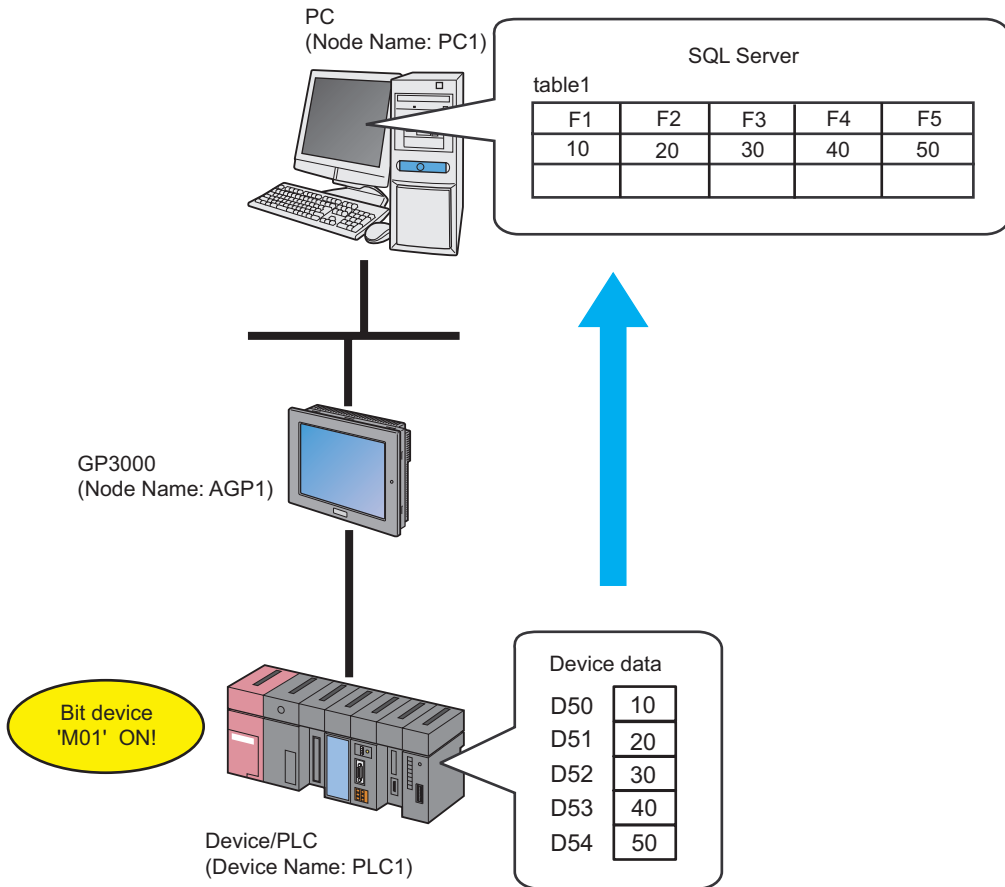 PC
(Node Name: PC1)
SQL Server
table1
F1 F2 F3 F4 F5
10 20 30 40 50
GP3000
(Node Name: AGP1)
Bit device
'M01' ON!
Device/PLC
(Device Name: PLC1)
Device data
D50 10
D51 20
D52 30
D53 40
D54 50